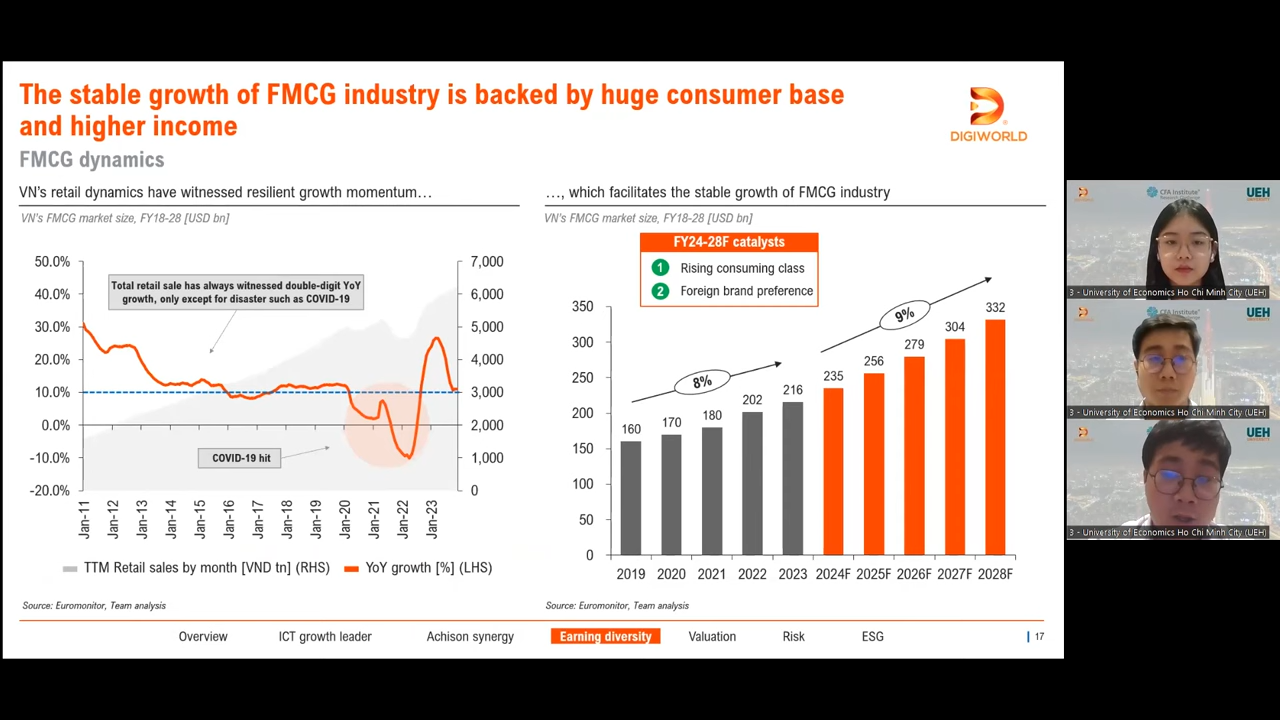 The stable growth of FMCG industry is backed by huge consumer base
and higher income
DIGIWORLD
FMCG dynamics
VN's retail dynamics have witnessed resilient growth momentum…
VN's FMCG market size, FY18-28 [USD bn]
50.0%
40.0%
30.0%
20.0%
10.0%
0.0%
-10.0%
-20.0%
7,000
6,000
5,000
4,000
3,000
2,000
1,000
0
Total retail sale has always witnessed double-digit YoY
growth, only except for disaster such as COVID-19
COVID-19 hit
Jan-11
Jan-12
Jan-13
Jan-14
Jan-15
Jan-16
Jan-17
Jan-18
Jan-19
Jan-20
Jan-21
Jan-22
Jan-23
TTM Retail sales by month [VND tn] (RHS)
YoY growth [%] (LHS)
Source: Euromonitor, Team analysis
…, which facilitates the stable growth of FMCG industry
VN's FMCG market size, FY18-28 [USD bn]
FY24-28F catalysts
1 Rising consuming class
2 Foreign brand preference
350
300
250
200
150
100
50
0
8%
9%
160
170
180
202
216
235
256
279
304
332
2019
2020
2021
2022
2023
2024F
2025F
2026F
2027F
2028F
Source: Euromonitor, Team analysis
Overview
ICT growth leader
Achison synergy
Earning diversity
Valuation
Risk
ESG
17
CFA Institute
UEH
UNIVERSITY
3 - University of Economics Ho Chi Minh City (UEH)
CFA Institute
UEH
UNIVERSITY
3 - University of Economics Ho Chi Minh City (UEH)
UEH
UNIVERSITY
3 - University of Economics Ho Chi Minh City (UEH)